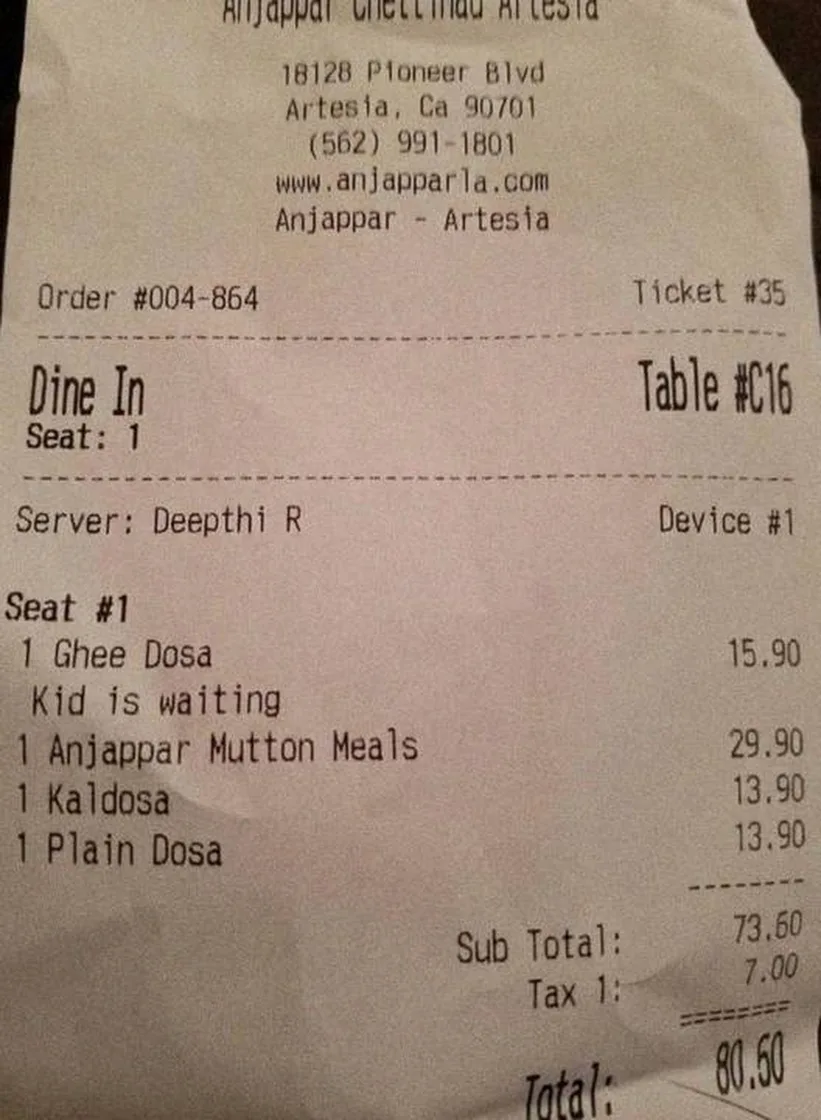 Anjappar Chettinad Artesia
18128 Pioneer Blvd
Artesia, Ca 90701
(562) 991-1801
www.anjapparla.com
Anjappar - Artesia
Order #004-864 Ticket #35
Dine In Table #C16
Seat: 1
Server: Deepthi R Device #1
Seat #1
1 Ghee Dosa 15.90
Kid is waiting
1 Anjappar Mutton Meals 29.90
1 Kaldosa 13.90
1 Plain Dosa 13.90
Sub Total: 73.60
Tax 1: 7.00
Total: 80.60